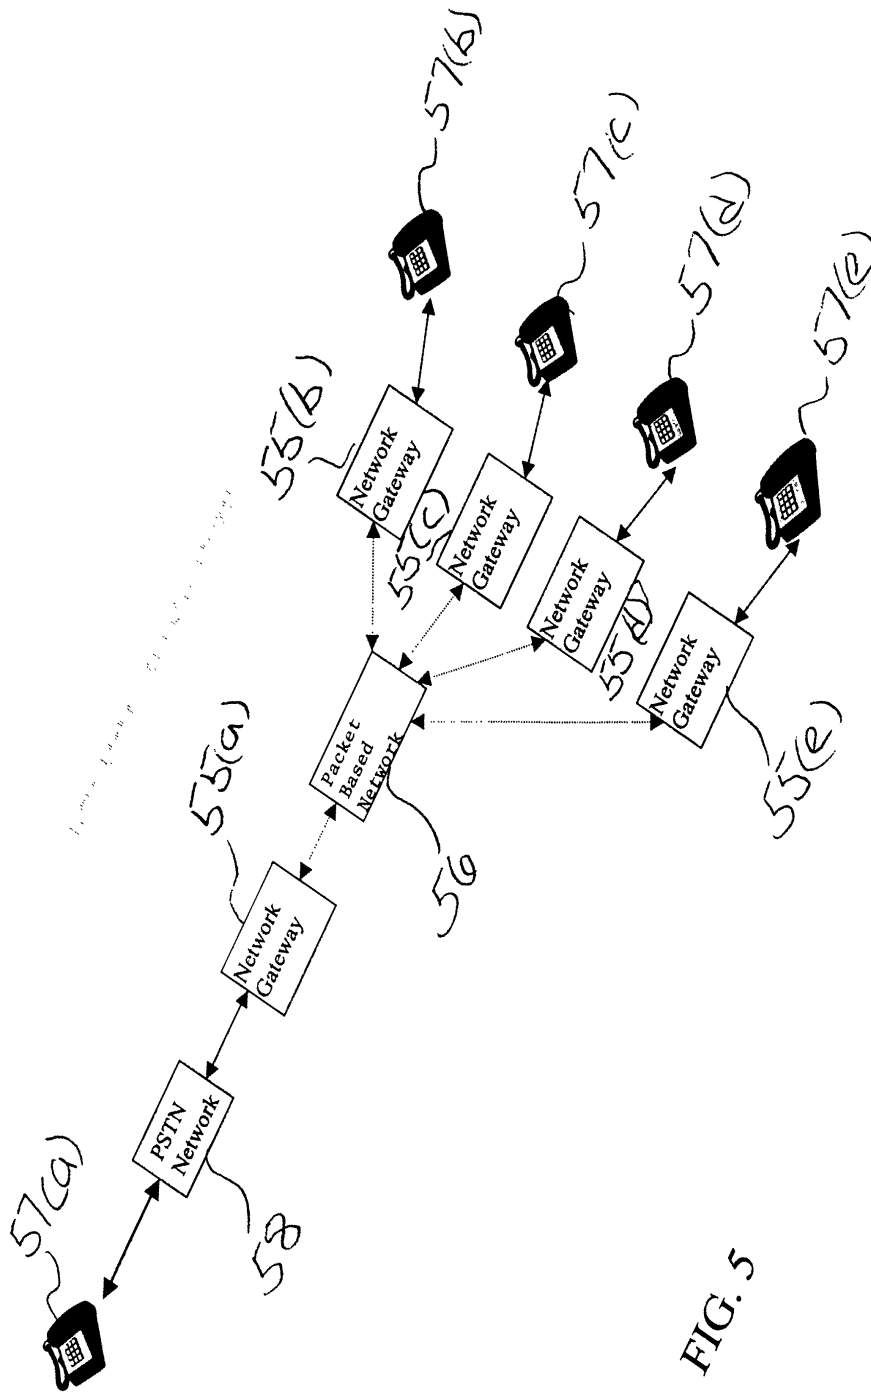 57(a)
PSTN
Network
58
Network
Gateway
55(a)
Packet
Based
Network
56
Network
Gateway
55(b)
57(b)
Network
Gateway
55(c)
57(c)
Network
Gateway
55(d)
57(d)
Network
Gateway
55(e)
57(e)
FIG. 5